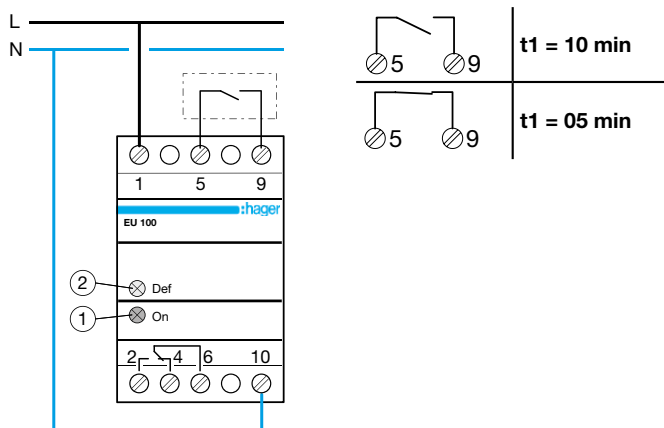 L
N
5 9 t1 = 10 min
5 9 t1 = 05 min
1 5 9
:hager
EU 100
2 Def
1 On
2 4 6 10